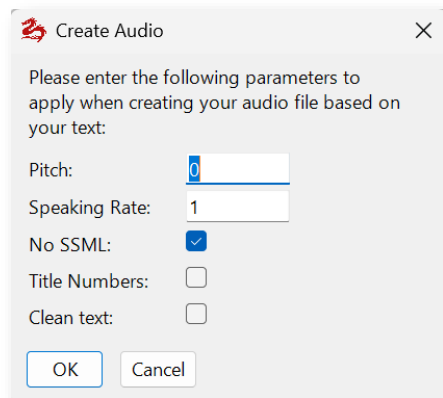 Create Audio
Please enter the following parameters to
apply when creating your audio file based on
your text:
Pitch: 0
Speaking Rate: 1
No SSML:
Title Numbers:
Clean text:
OK Cancel